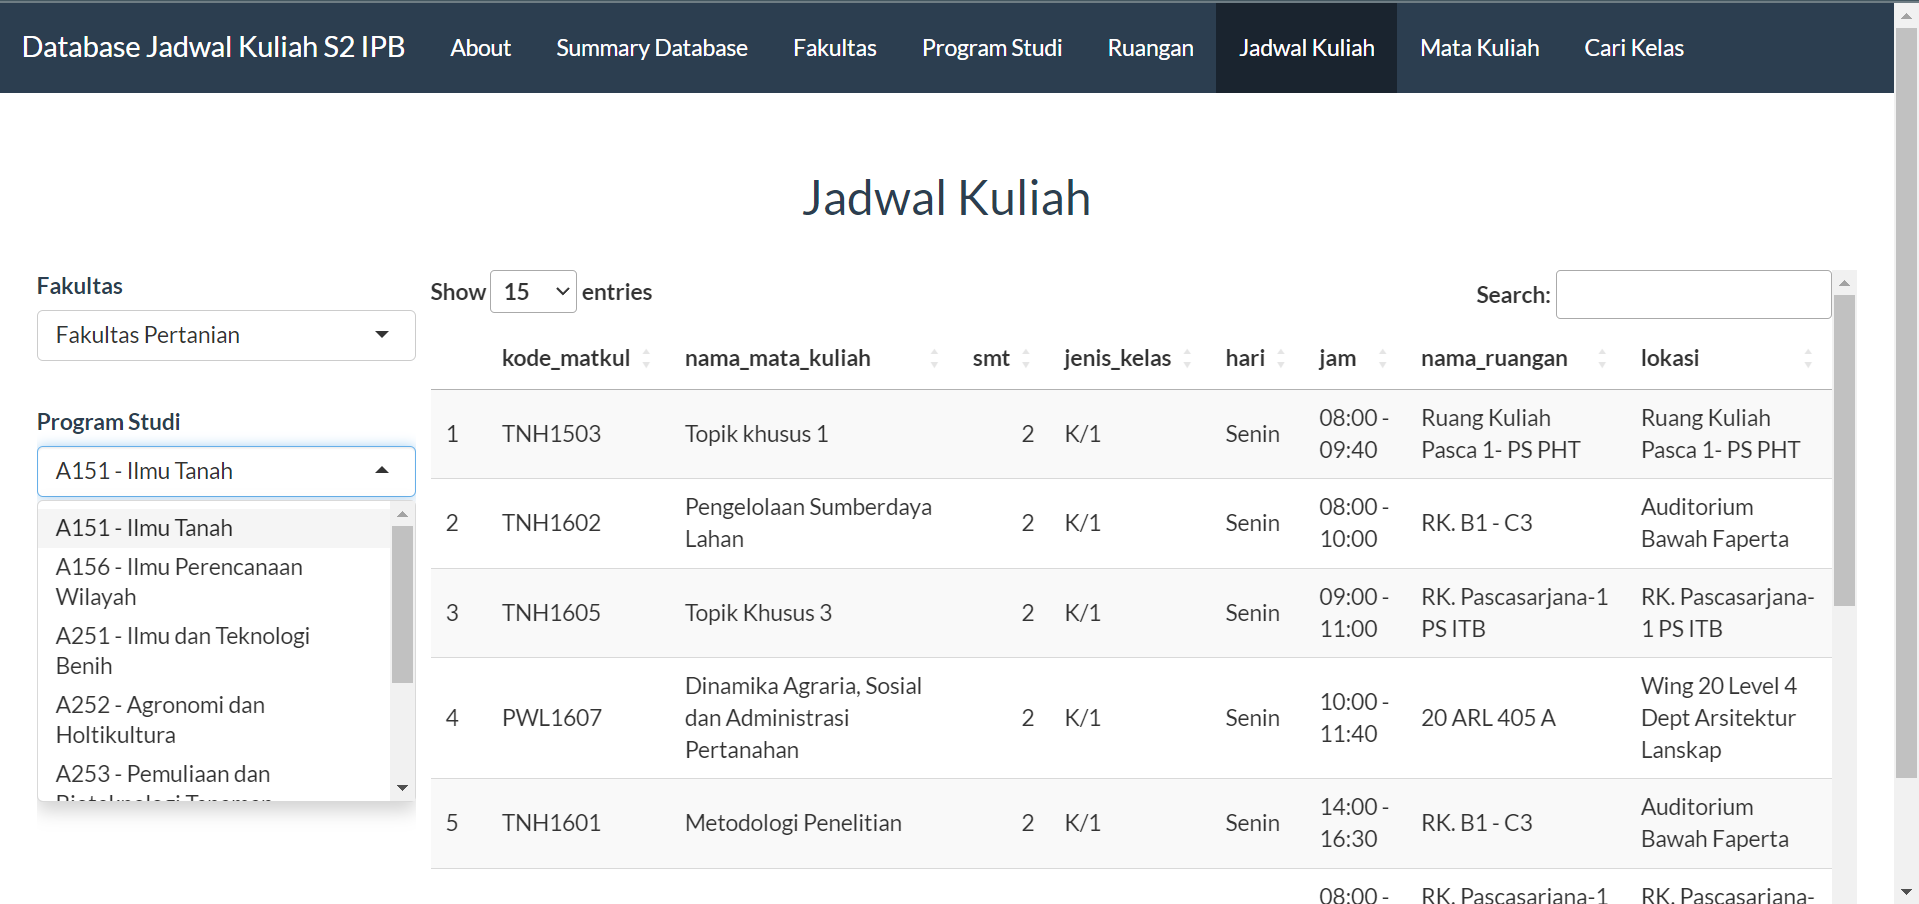 Database Jadwal Kuliah S2 IPB About Summary Database Fakultas Program Studi Ruangan Jadwal Kuliah Mata Kuliah Cari Kelas
Jadwal Kuliah
Fakultas
Fakultas Pertanian
Program Studi
A151 - Ilmu Tanah
A151 - Ilmu Tanah
A156 - Ilmu Perencanaan
Wilayah
A251 - Ilmu dan Teknologi
Benih
A252 - Agronomi dan
Holtikultura
A253 - Pemuliaan dan
Bioteknologi Tanaman
Show 15 entries
Search:
kode_matkul nama_mata_kuliah smt jenis_kelas hari jam nama_ruangan lokasi
1 TNH1503 Topik khusus 1 2 K/1 Senin 08:00 - 09:40 Ruang Kuliah Pasca 1- PS PHT Ruang Kuliah Pasca 1- PS PHT
2 TNH1602 Pengelolaan Sumberdaya Lahan 2 K/1 Senin 08:00 - 10:00 RK. B1 - C3 Auditorium Bawah Faperta
3 TNH1605 Topik Khusus 3 2 K/1 Senin 09:00 - 11:00 RK. Pascasarjana-1 PS ITB RK. Pascasarjana-1 PS ITB
4 PWL1607 Dinamika Agraria, Sosial dan Administrasi Pertanahan 2 K/1 Senin 10:00 - 11:40 20 ARL 405 A Wing 20 Level 4 Dept Arsitektur Lanskap
5 TNH1601 Metodologi Penelitian 2 K/1 Senin 14:00 - 16:30 RK. B1 - C3 Auditorium Bawah Faperta
08:00 - RK. Pascasarjana-1 RK. Pascasarjana-